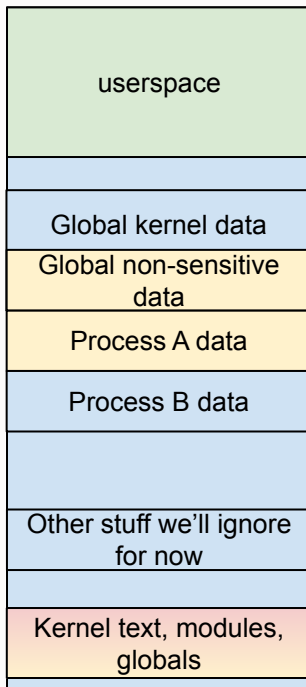 userspace
Global kernel data
Global non-sensitive
data
Process A data
Process B data
Other stuff we'll ignore
for now
Kernel text, modules,
globals